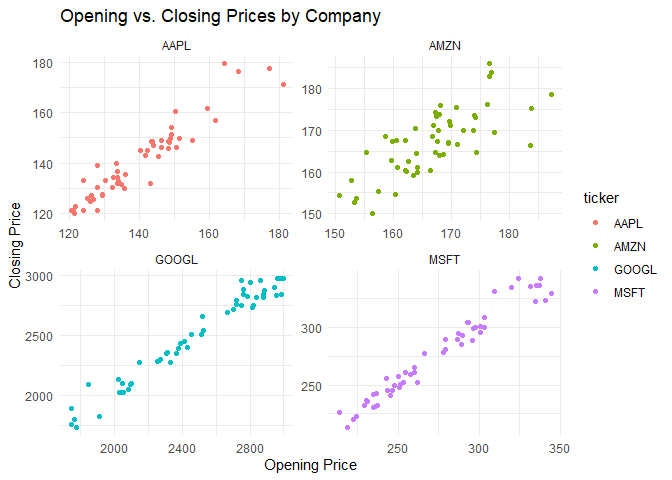 Opening vs. Closing Prices by Company
AAPL
AMZN
180
160
140
120
120
140
160
180
180
170
160
150
150
160
170
180
Closing Price
GOOGL
MSFT
3000
2500
2000
2000
2400
2800
300
250
250
300
350
Opening Price
ticker
AAPL
AMZN
GOOGL
MSFT